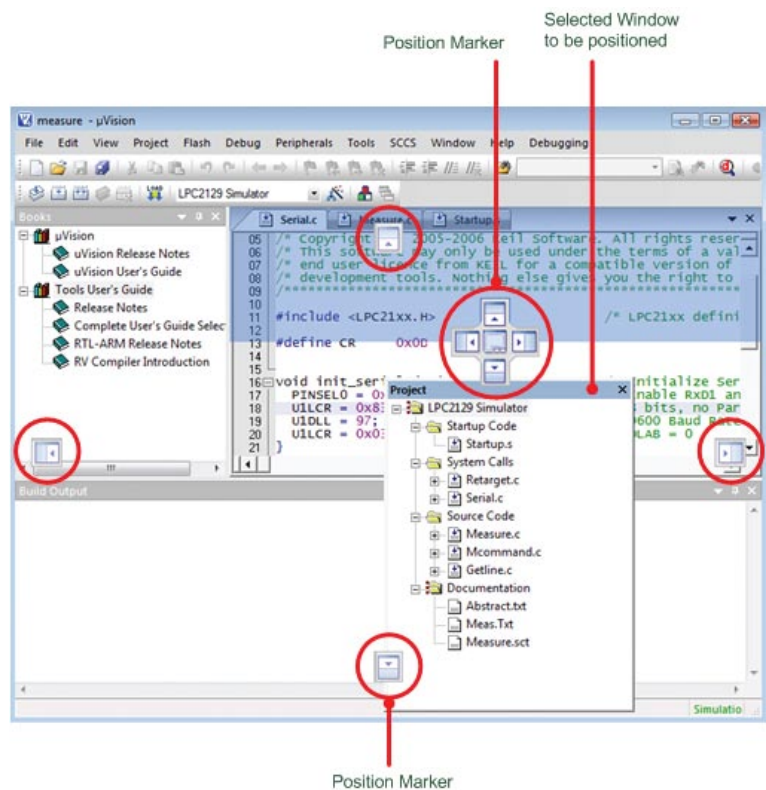 Selected Window
to be positioned
Position Marker
measure - µVision
File Edit View Project Flash Debug Peripherals Tools SCCS Window Help Debugging
LOAD LPC2129 Simulator
Books
µVision
uVision Release Notes
uVision User's Guide
Tools User's Guide
Release Notes
Complete User's Guide Selec
RTL-ARM Release Notes
RV Compiler Introduction
Serial.c Measure.c Startup.s
05 /* Copyright 2005-2006 Keil Software. All rights reser
06 /* This software may only be used under the terms of a val
07 /* end user licence from KEIL for a compatible version of
08 /* development tools. Nothing else gives you the right to
09 /*****************************************************
10
11 #include <LPC21xx.H> /* LPC21xx defini
12
13 #define CR 0x0D
14
15
16 void init_seri nitialize Ser
17 PINSEL0 = 0x nable RxD1 an
18 U1LCR = 0x83 bits, no Par
19 U1DLL = 97; 9600 Baud Rate
20 U1LCR = 0x03 DLAB = 0
21 }
Project
LPC2129 Simulator
Startup Code
Startup.s
System Calls
Retarget.c
Serial.c
Source Code
Measure.c
Mcommand.c
Getline.c
Documentation
Abstract.txt
Meas.Txt
Measure.sct
Build Output
Simulatio
Position Marker